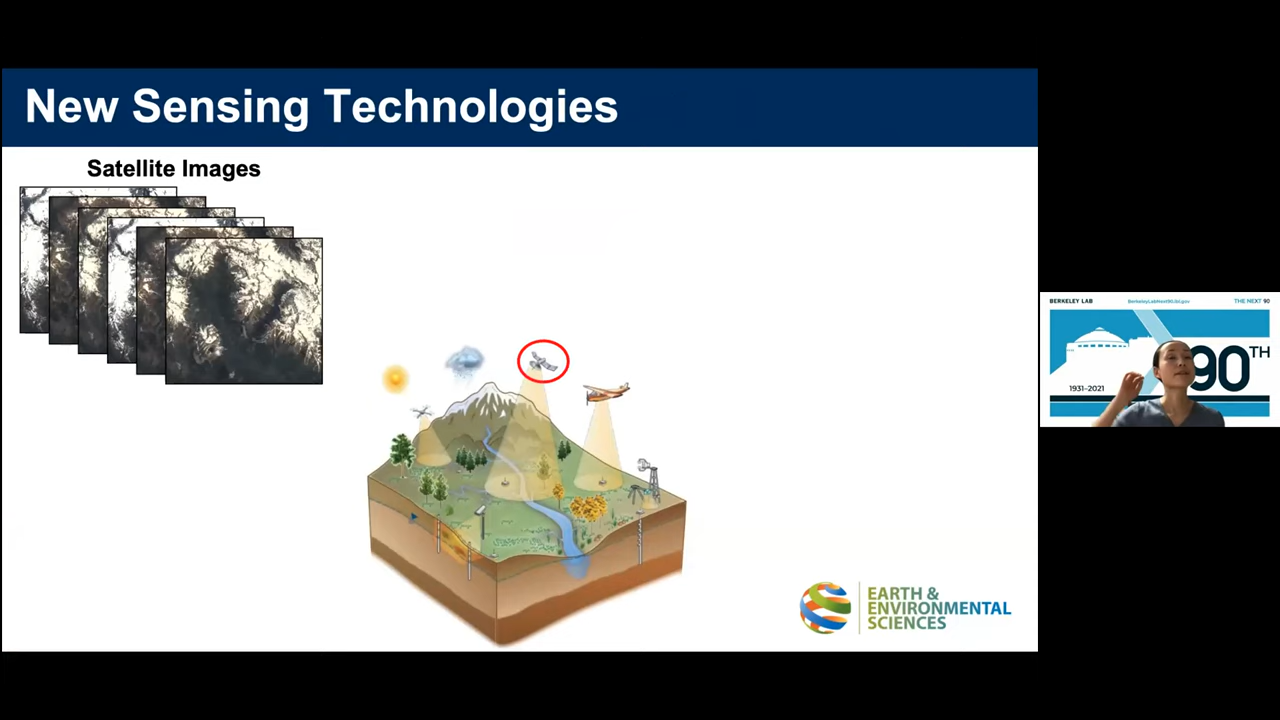 New Sensing Technologies
Satellite Images
EARTH &
ENVIRONMENTAL
SCIENCES
BERKELEY LAB
BerkeleyLabNext90.lbl.gov
THE NEXT 90
90TH
1931–2021